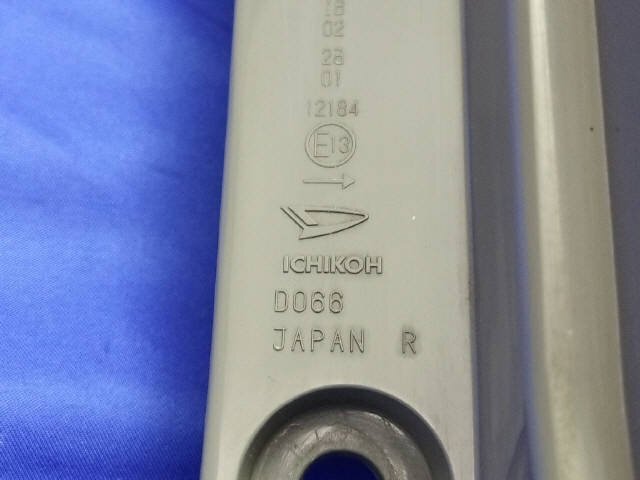 02
28
01
12184
E13
ICHIKOH
D066
JAPAN R